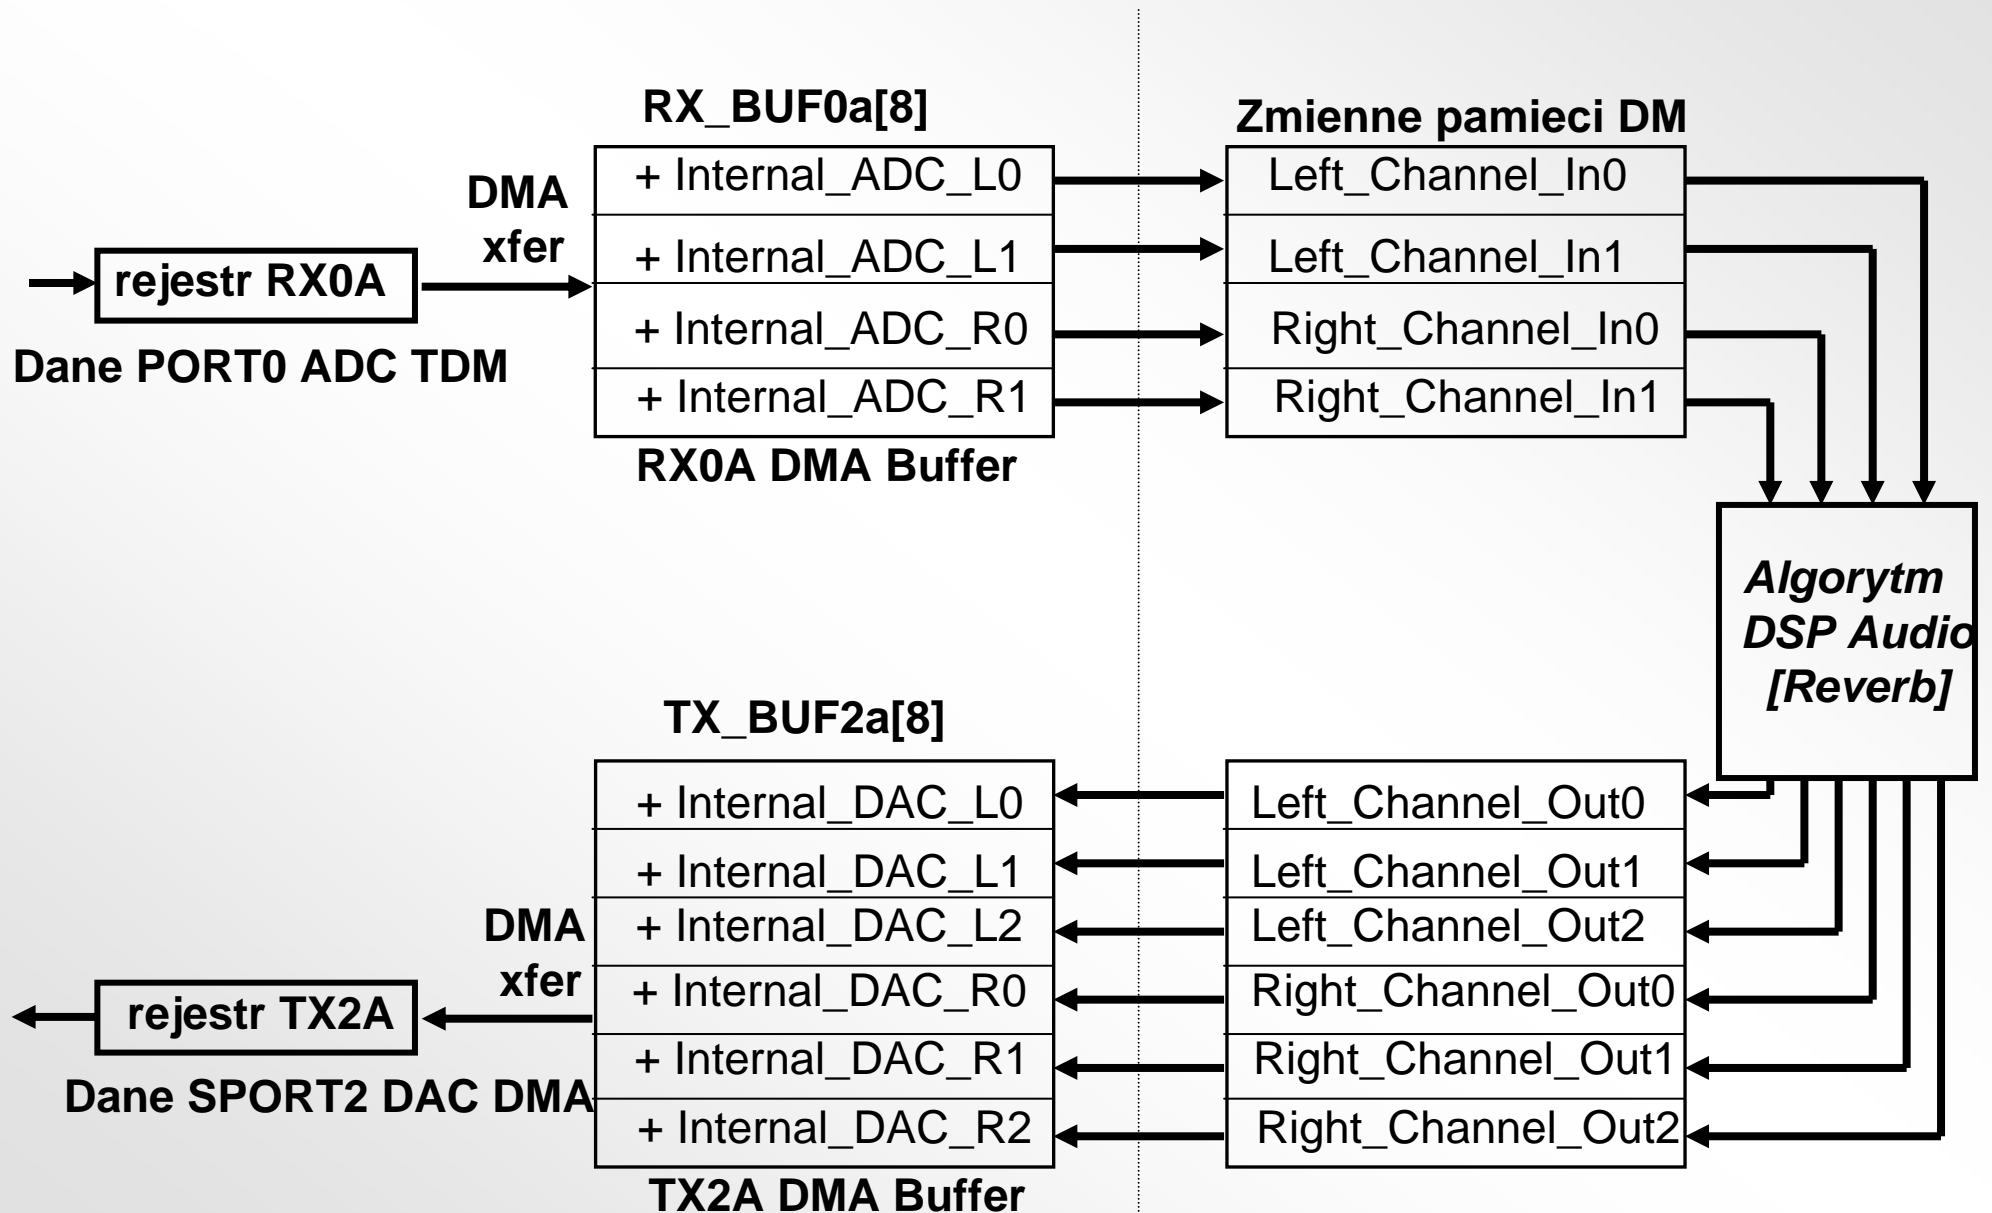 RX_BUF0a[8]
Zmienne pamieci DM
DMA
xfer
+ Internal_ADC_L0
Left_Channel_In0
+ Internal_ADC_L1
Left_Channel_In1
rejestr RX0A
+ Internal_ADC_R0
Right_Channel_In0
Dane PORT0 ADC TDM
+ Internal_ADC_R1
Right_Channel_In1
RX0A DMA Buffer
Algorytm
DSP Audio
[Reverb]
TX_BUF2a[8]
+ Internal_DAC_L0
Left_Channel_Out0
+ Internal_DAC_L1
Left_Channel_Out1
DMA
xfer
+ Internal_DAC_L2
Left_Channel_Out2
+ Internal_DAC_R0
Right_Channel_Out0
rejestr TX2A
+ Internal_DAC_R1
Right_Channel_Out1
Dane SPORT2 DAC DMA
+ Internal_DAC_R2
Right_Channel_Out2
TX2A DMA Buffer